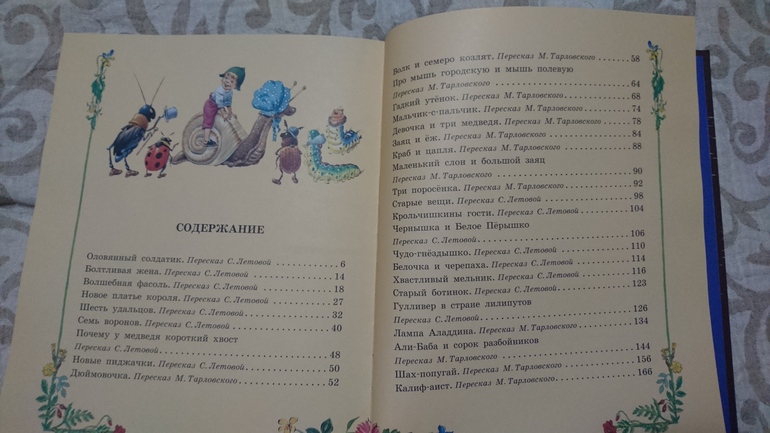 СОДЕРЖАНИЕ
Оловянный солдатик. Пересказ С. Летовой 6
Болтливая жена. Пересказ С. Летовой 14
Волшебная фасоль. Пересказ С. Летовой 18
Новое платье короля. Пересказ С. Летовой 27
Шесть удальцов. Пересказ С. Летовой 32
Семь воронов. Пересказ С. Летовой 40
Почему у медведя короткий хвост
Пересказ С. Летовой 48
Новые пиджачки. Пересказ С. Летовой 50
Дюймовочка. Пересказ М. Тарловского 52
Волк и семеро козлят. Пересказ М. Тарловского 58
Про мышь городскую и мышь полевую
Пересказ М. Тарловского 64
Гадкий утёнок. Пересказ М. Тарловского 68
Мальчик-с-пальчик. Пересказ М. Тарловского 74
Девочка и три медведя. Пересказ М. Тарловского 78
Заяц и ёж. Пересказ М. Тарловского 84
Краб и цапля. Пересказ М. Тарловского 88
Маленький слон и большой заяц
Пересказ М. Тарловского 90
Три поросёнка. Пересказ М. Тарловского 92
Старые вещи. Пересказ С. Летовой 98
Крольчишкины гости. Пересказ С. Летовой 104
Чернышка и Белое Пёрышко
Пересказ С. Летовой 106
Чудо-гнёздышко. Пересказ С. Летовой 110
Белочка и черепаха. Пересказ С. Летовой 114
Хвастливый мельник. Пересказ С. Летовой 116
Старый ботинок. Пересказ С. Летовой 123
Гулливер в стране лилипутов
Пересказ С. Летовой 126
Лампа Аладдина. Пересказ М. Тарловского 134
Али-Баба и сорок разбойников
Пересказ М. Тарловского 144
Шах-попугай. Пересказ М. Тарловского 156
Калиф-аист. Пересказ М. Тарловского 166